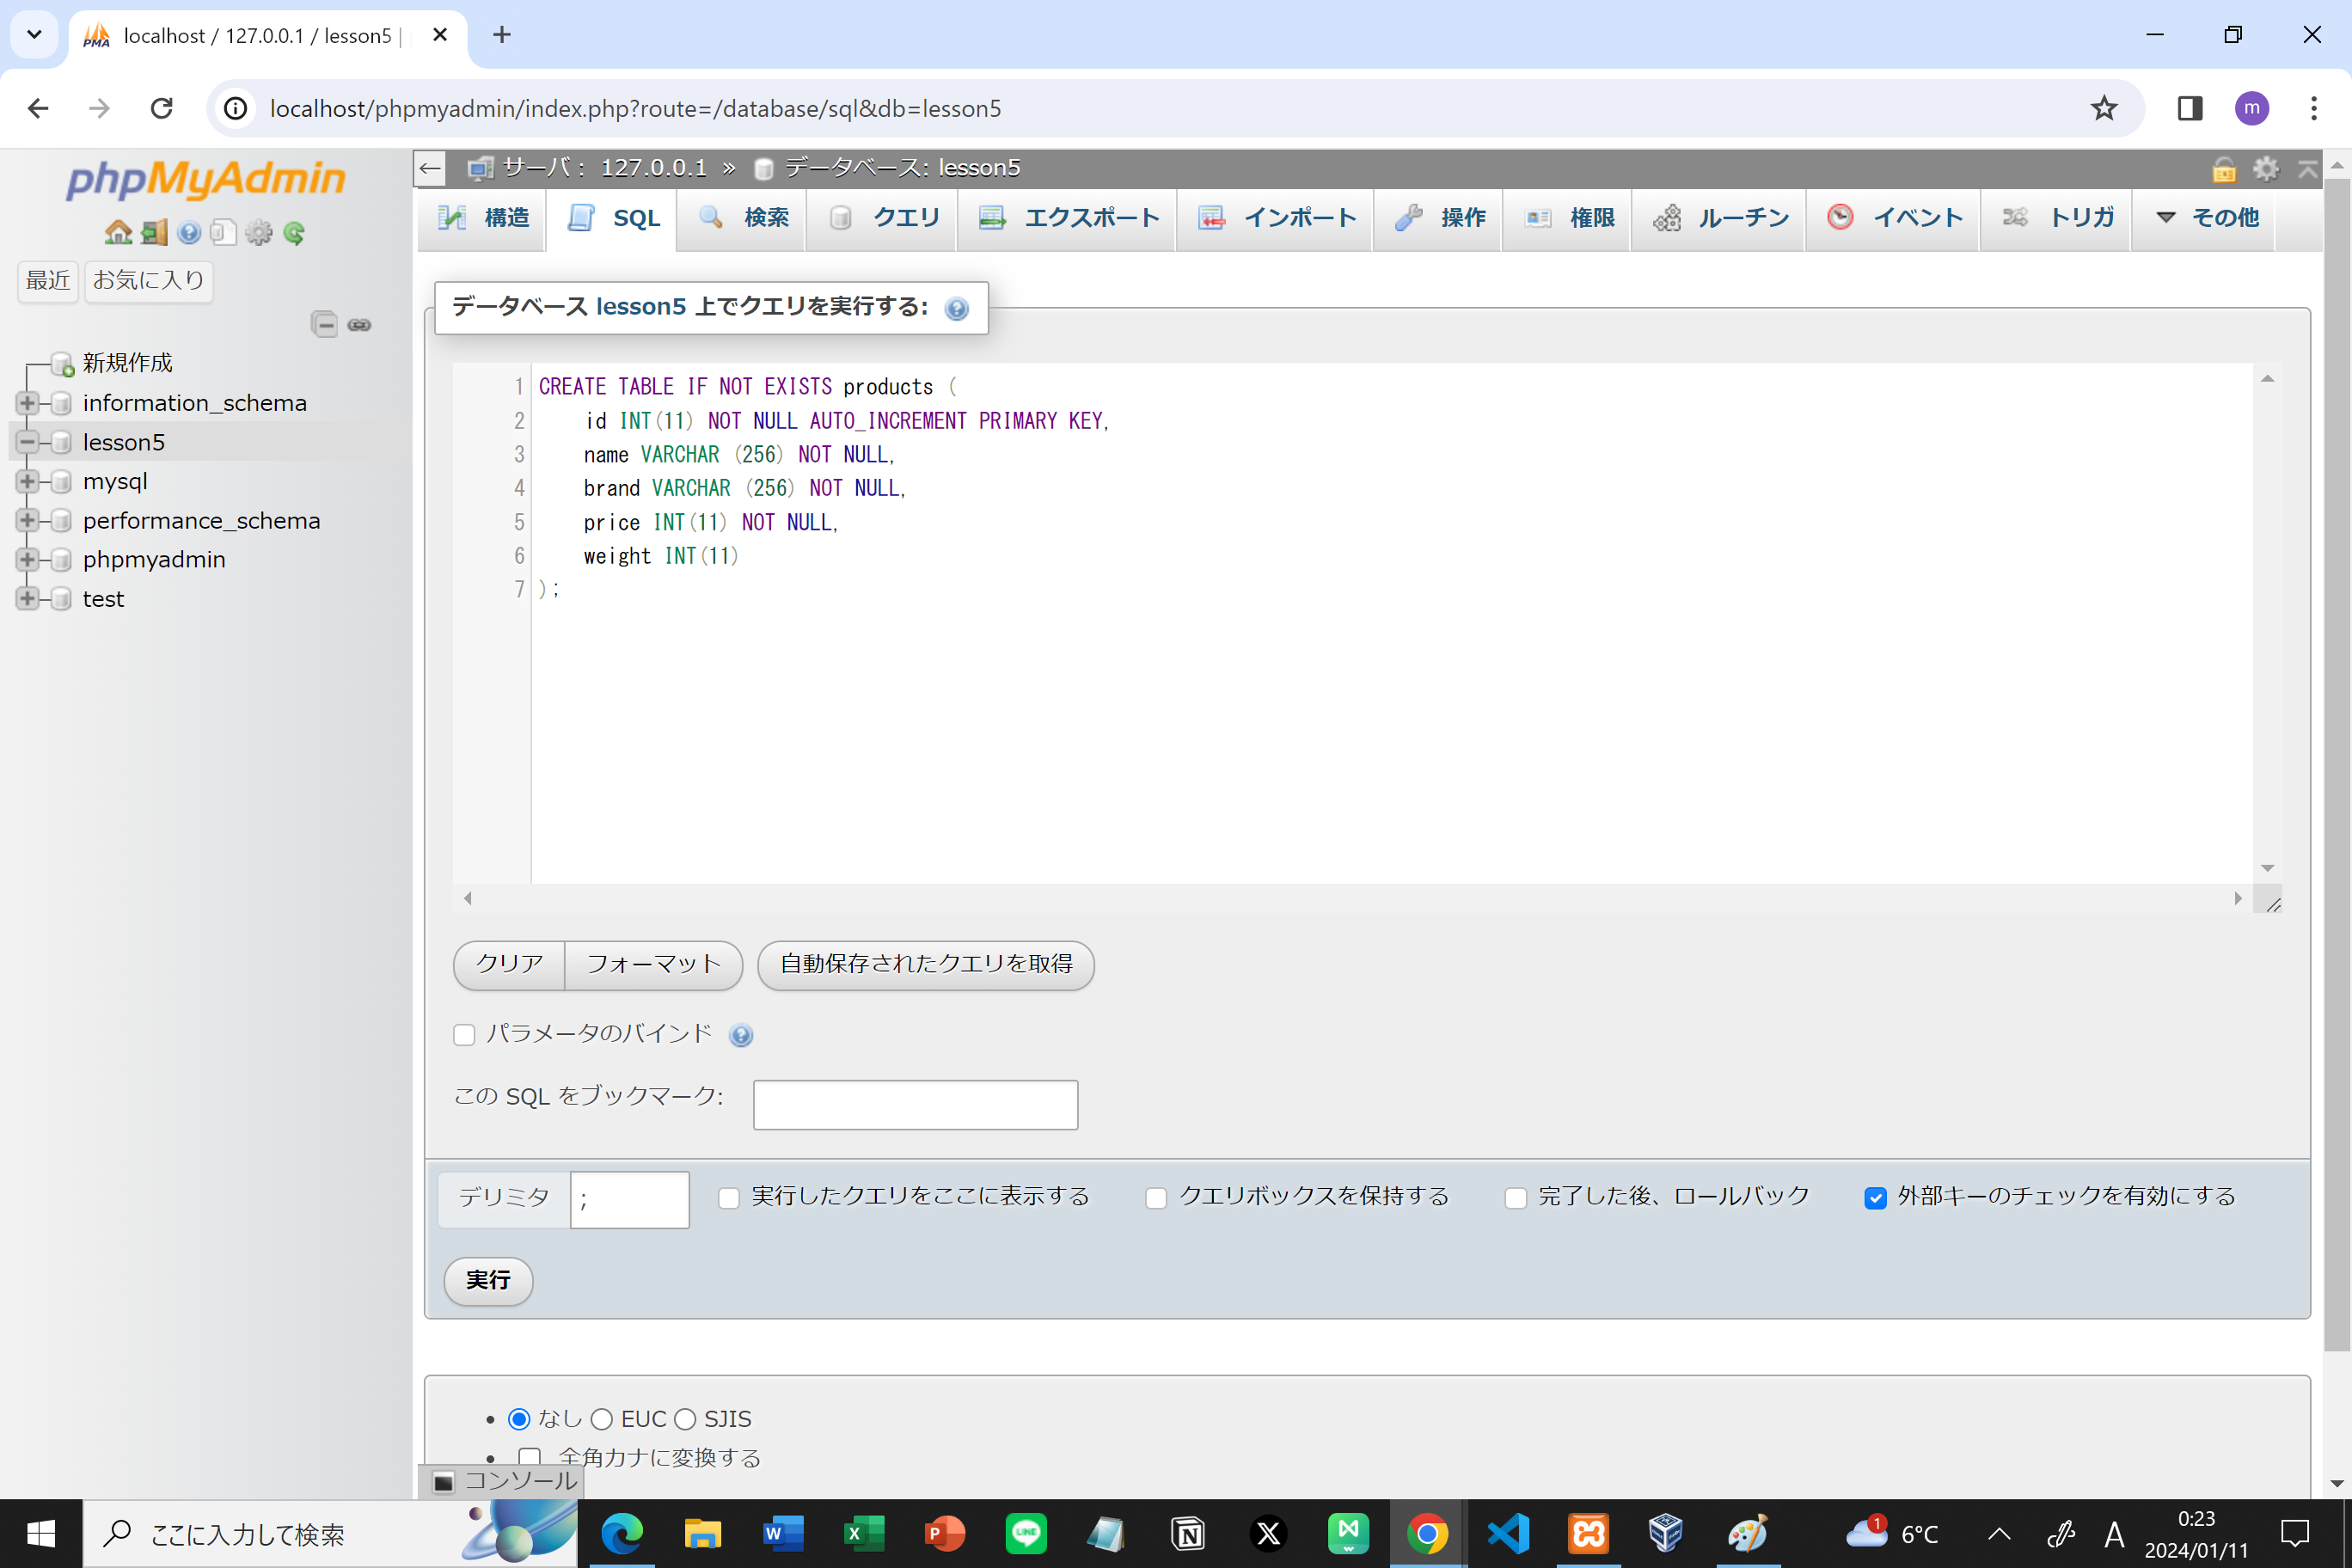 localhost / 127.0.0.1 / lesson5 |
localhost/phpmyadmin/index.php?route=/database/sql&db=lesson5
m
phpMyAdmin
最近 お気に入り
新規作成
information_schema
lesson5
mysql
performance_schema
phpmyadmin
test
サーバ: 127.0.0.1 » データベース: lesson5
構造 SQL 検索 クエリ エクスポート インポート 操作 権限 ルーチン イベント トリガ その他
データベース lesson5 上でクエリを実行する:
1 CREATE TABLE IF NOT EXISTS products (
2 id INT(11) NOT NULL AUTO_INCREMENT PRIMARY KEY,
3 name VARCHAR (256) NOT NULL,
4 brand VARCHAR (256) NOT NULL,
5 price INT(11) NOT NULL,
6 weight INT(11)
7 );
クリア フォーマット 自動保存されたクエリを取得
パラメータのバインド
この SQL をブックマーク:
デリミタ ; 実行したクエリをここに表示する クエリボックスを保持する 完了した後、ロールバック 外部キーのチェックを有効にする
実行
なし EUC SJIS
全角カナに変換する
コンソール
ここに入力して検索
1 6°C A 0:23
2024/01/11